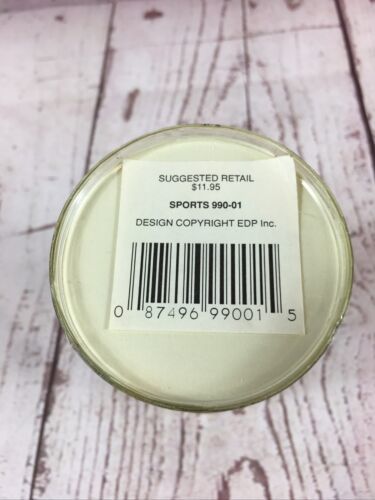 SUGGESTED RETAIL
$11.95
SPORTS 990-01
DESIGN COPYRIGHT EDP Inc.
0 87496 99001 5